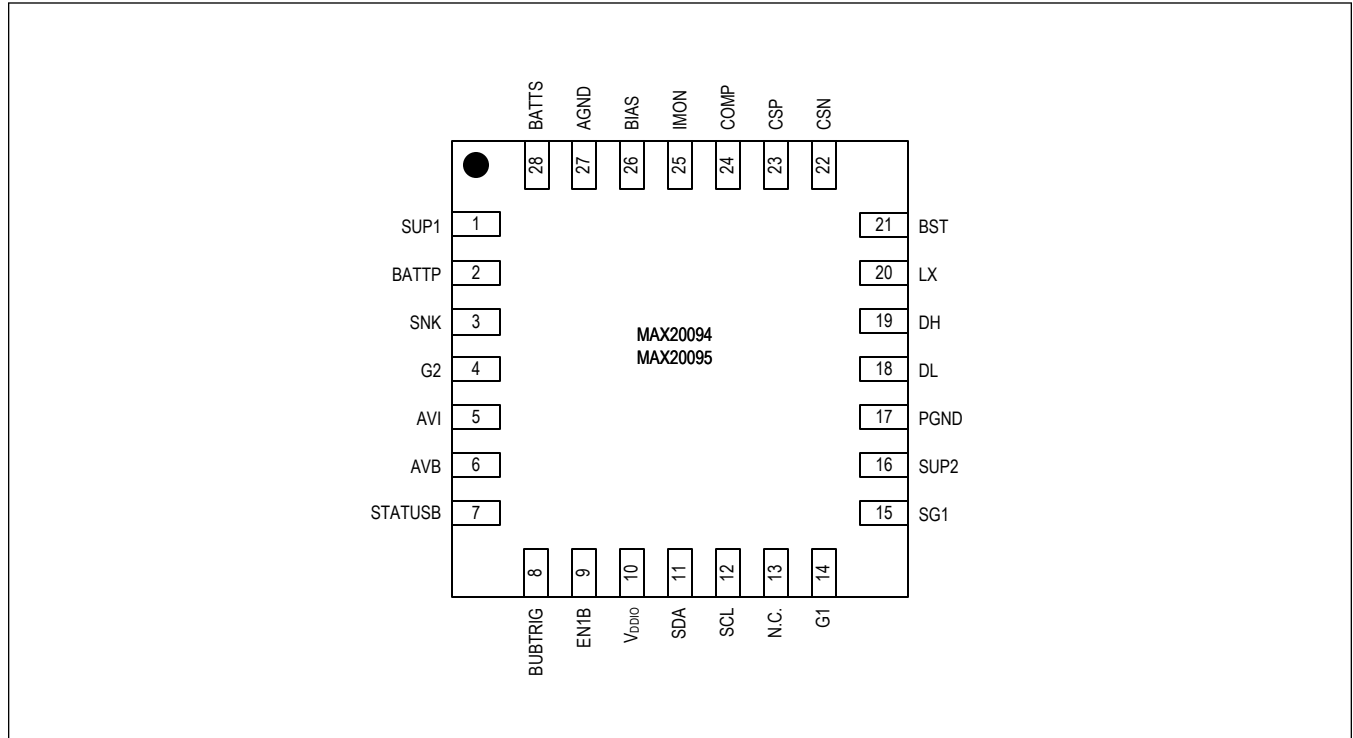 BATTS AGND BIAS IMON COMP CSP CSN
28 27 26 25 24 23 22
SUP1 1
BATTP 2
SNK 3
G2 4
AVI 5
AVB 6
STATUSB 7
MAX20094
MAX20095
21 BST
20 LX
19 DH
18 DL
17 PGND
16 SUP2
15 SG1
8 9 10 11 12 13 14
BUBTRIG EN1B VDDIO SDA SCL N.C. G1